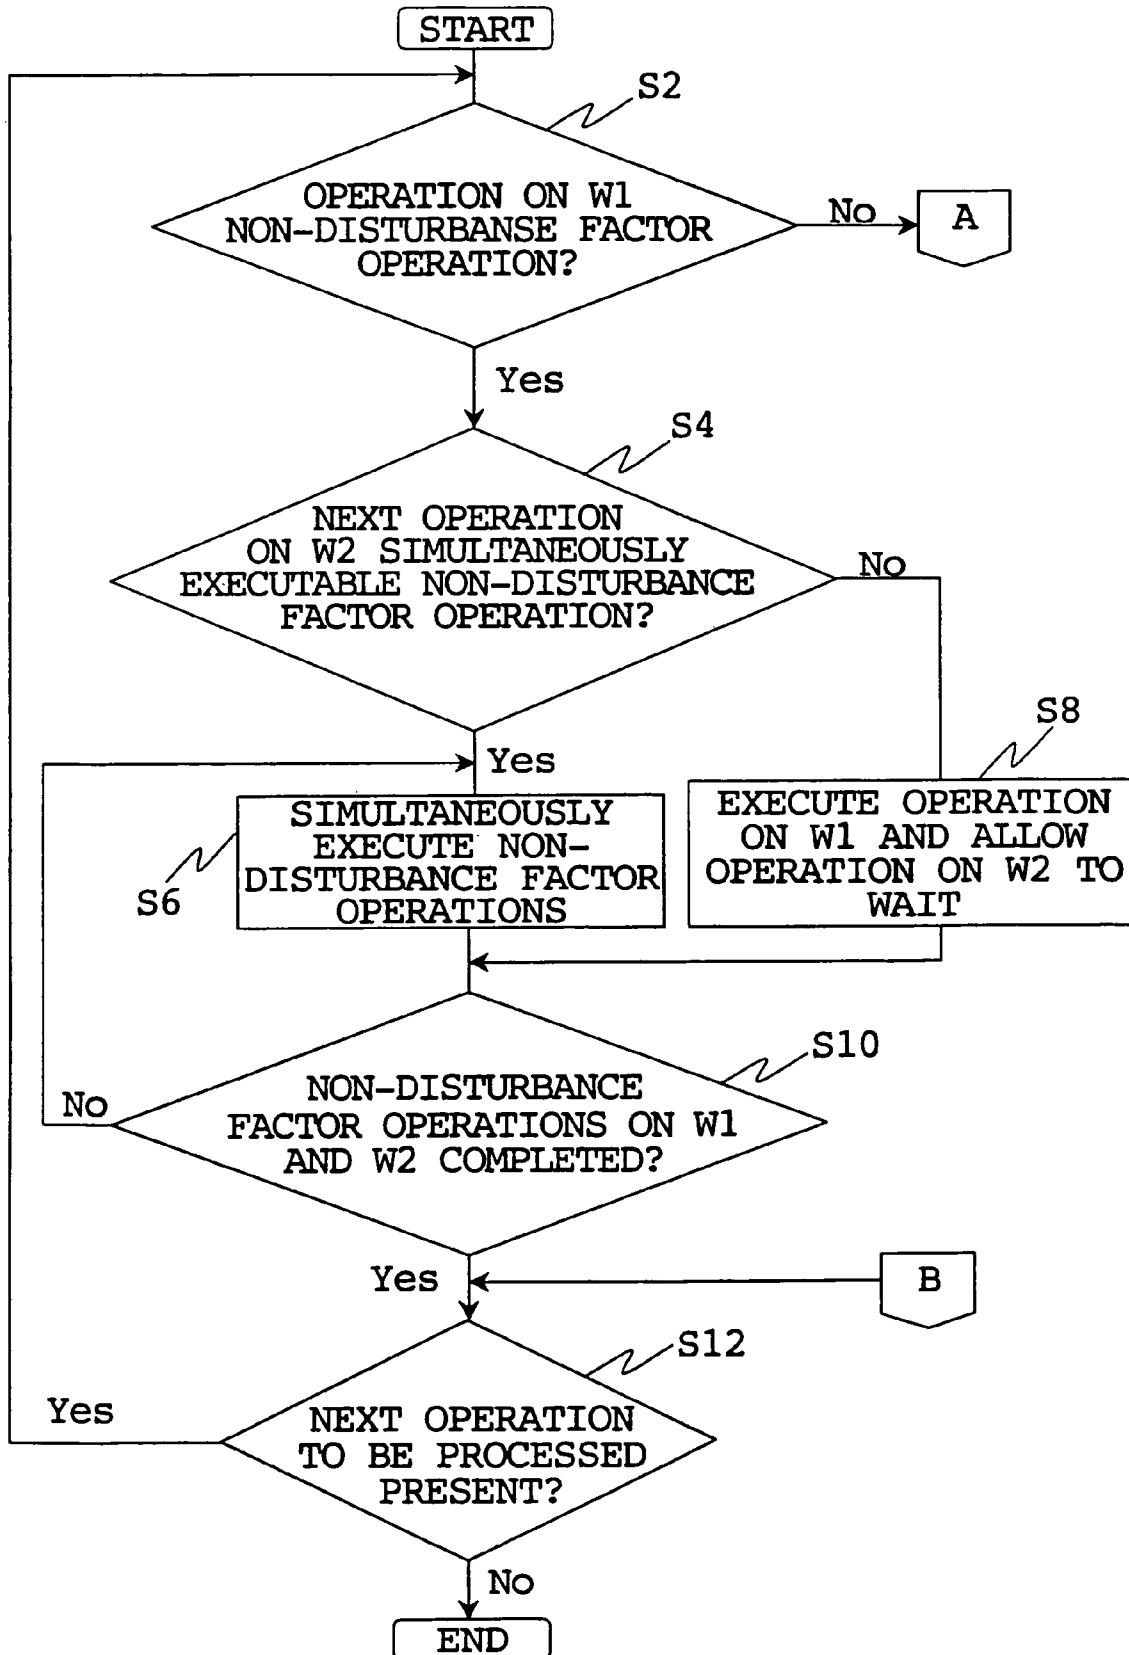 START
S2
OPERATION ON W1
NON-DISTURBANSE FACTOR
OPERATION?
No
A
Yes
S4
NEXT OPERATION
ON W2 SIMULTANEOUSLY
EXECUTABLE NON-DISTURBANCE
FACTOR OPERATION?
No
Yes
S8
SIMULTANEOUSLY
EXECUTE NON-
DISTURBANCE FACTOR
OPERATIONS
S6
EXECUTE OPERATION
ON W1 AND ALLOW
OPERATION ON W2 TO
WAIT
S10
NON-DISTURBANCE
FACTOR OPERATIONS ON W1
AND W2 COMPLETED?
No
Yes
B
S12
NEXT OPERATION
TO BE PROCESSED
PRESENT?
Yes
No
END